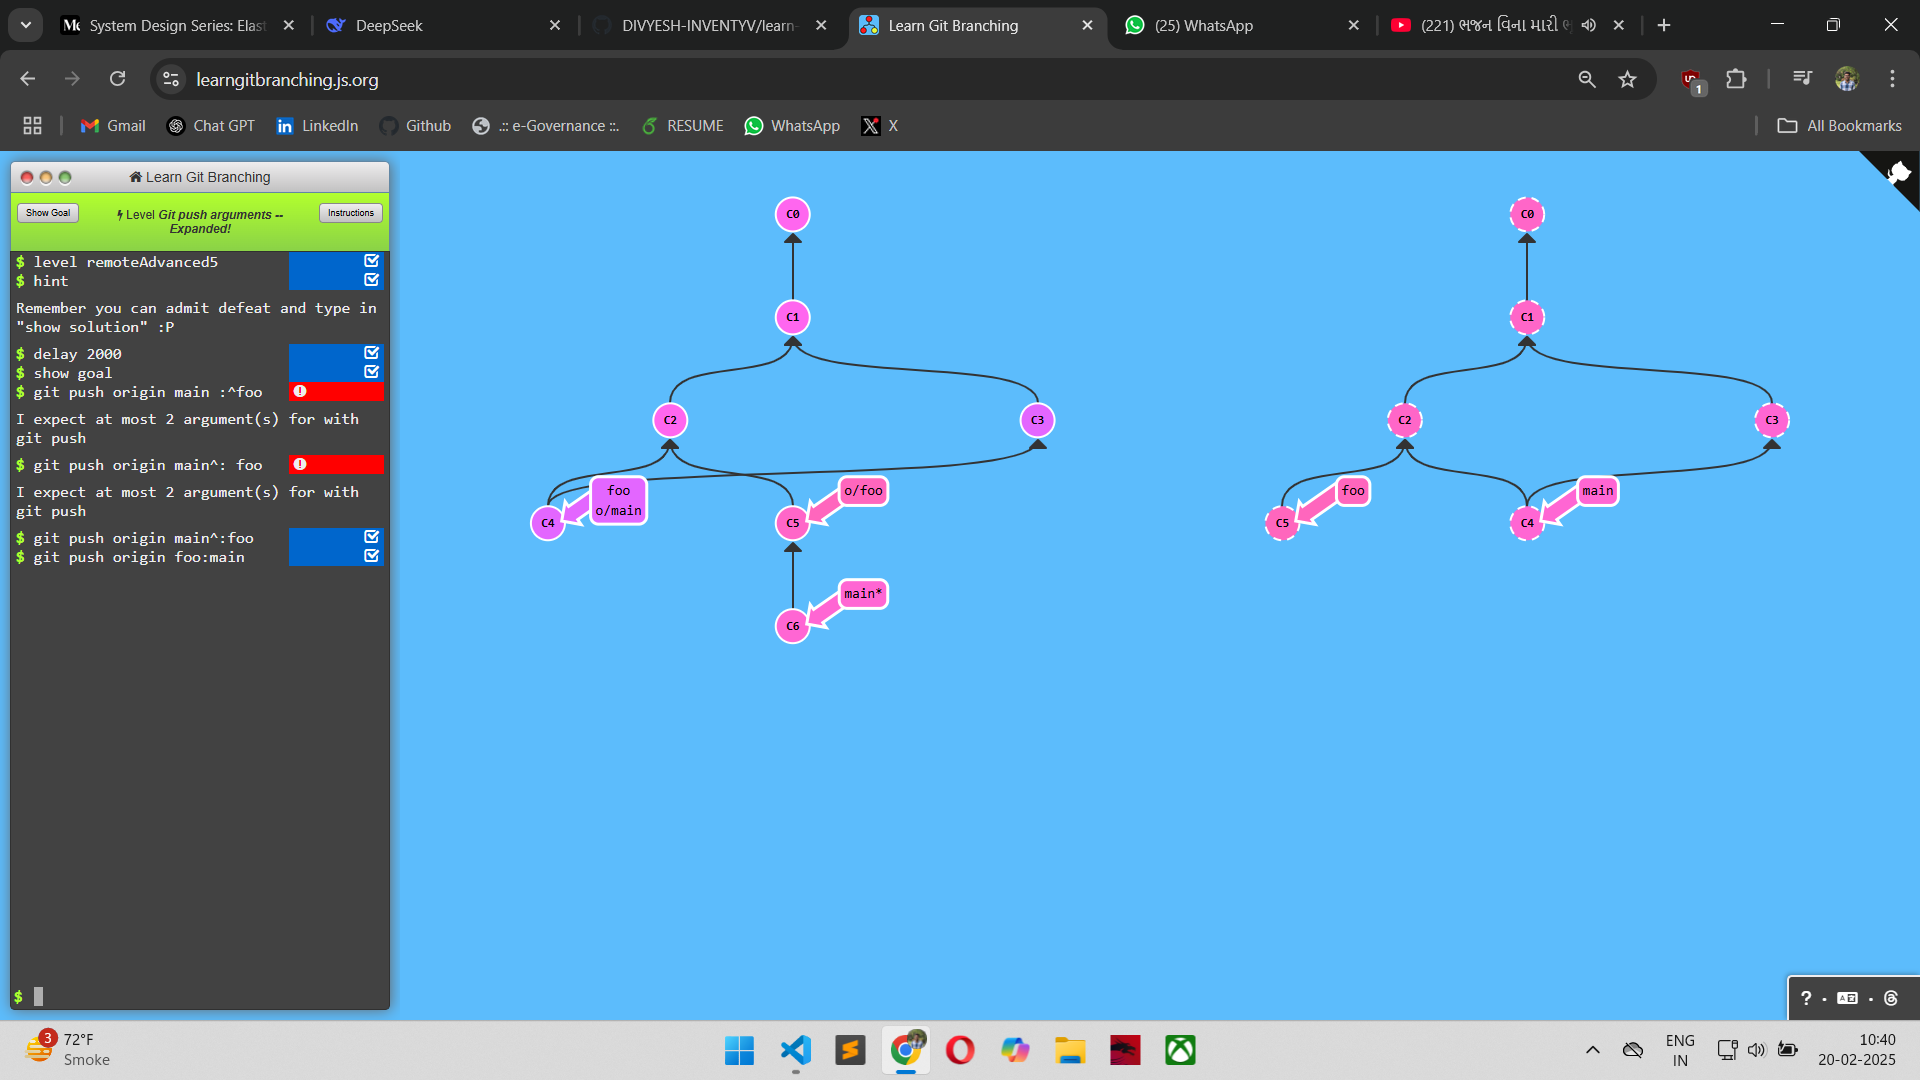 System Design Series: Elast
DeepSeek
DIVYESH-INVENTYV/learn-
Learn Git Branching
(25) WhatsApp
(221) ભજન વિના મારી
learngitbranching.js.org
1
Gmail
Chat GPT
LinkedIn
Github
.:: e-Governance ::.
RESUME
WhatsApp
X
All Bookmarks
Learn Git Branching
Show Goal
Level Git push arguments --
Expanded!
Instructions
$ level remoteAdvanced5
$ hint
Remember you can admit defeat and type in
"show solution" :P
$ delay 2000
$ show goal
$ git push origin main :^foo
I expect at most 2 argument(s) for with
git push
$ git push origin main^: foo
I expect at most 2 argument(s) for with
git push
$ git push origin main^:foo
$ git push origin foo:main
$
C0
C1
C2
C3
foo
o/main
C4
o/foo
C5
main*
C6
C0
C1
C2
C3
foo
C5
main
C4
?
3
72°F
Smoke
ENG
IN
10:40
20-02-2025